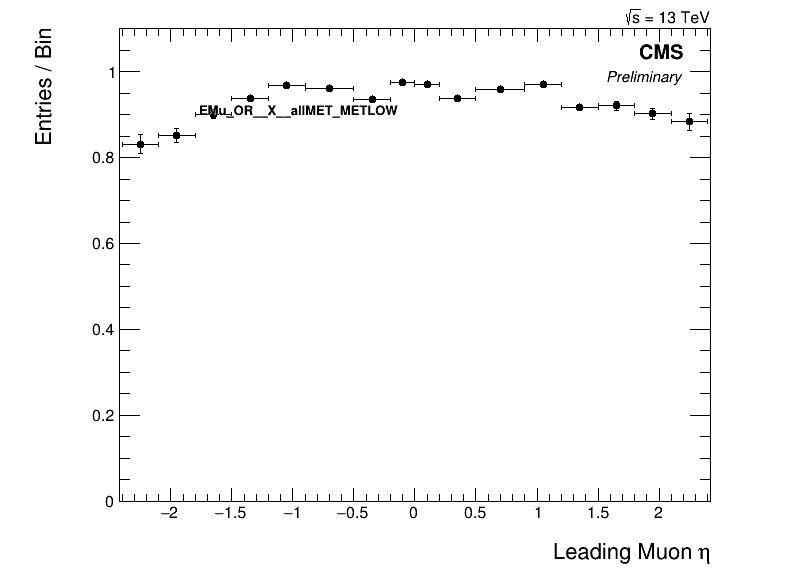 √s = 13 TeV
CMS
Preliminary
Entries / Bin
EMu_OR__X__allMET_METLOW
1
0.8
0.6
0.4
0.2
0
−2 −1.5 −1 −0.5 0 0.5 1 1.5 2
Leading Muon η